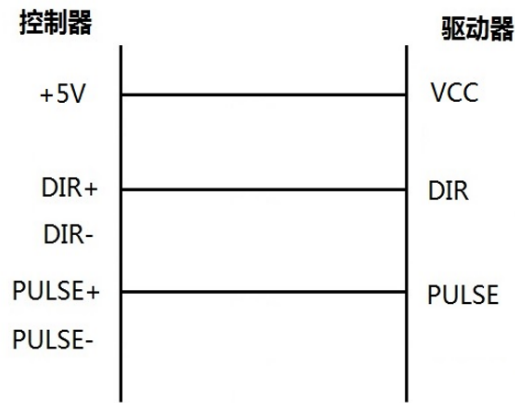 控制器
驱动器
+5V
VCC
DIR+
DIR
DIR-
PULSE+
PULSE
PULSE-